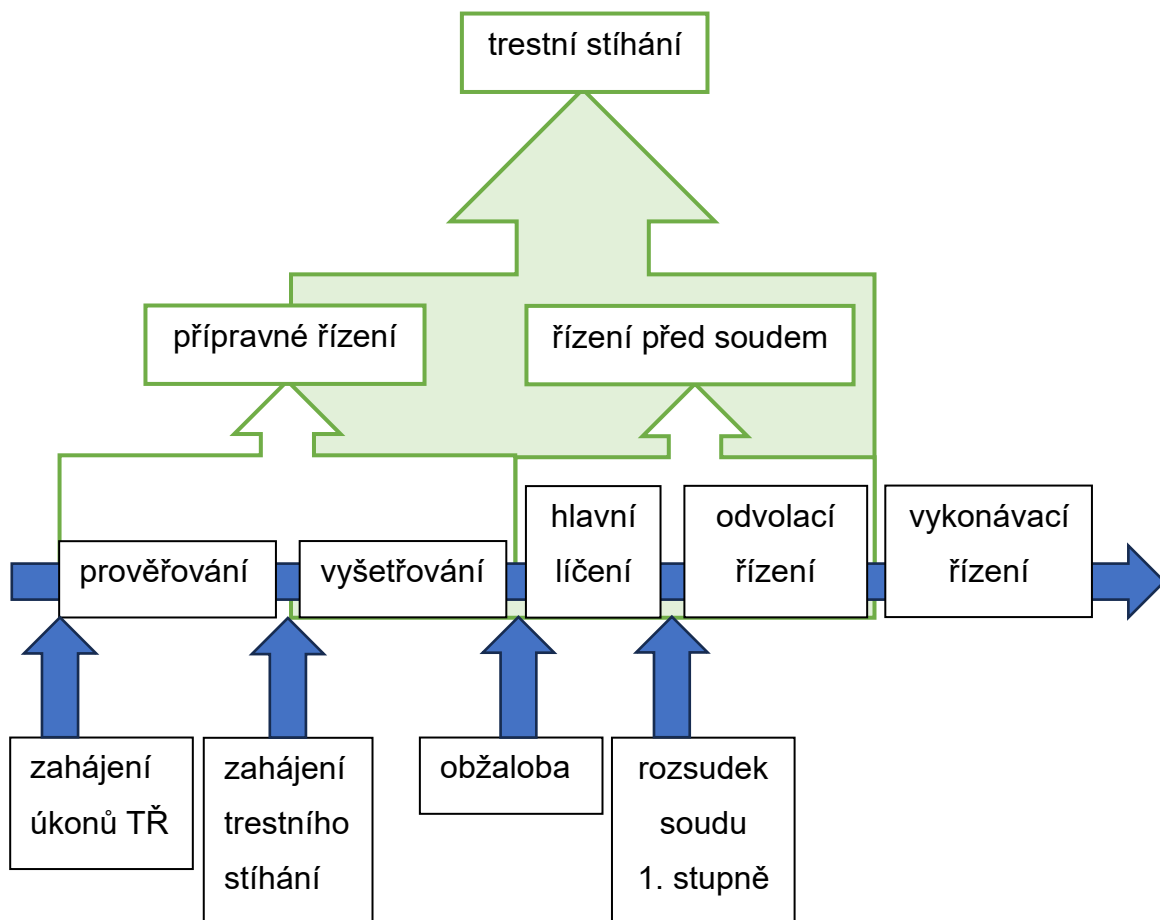 trestní stíhání
přípravné řízení
řízení před soudem
prověřování
vyšetřování
hlavní
líčení
odvolací
řízení
vykonávací
řízení
zahájení
úkonů TŘ
zahájení
trestního
stíhání
obžaloba
rozsudek
soudu
1. stupně